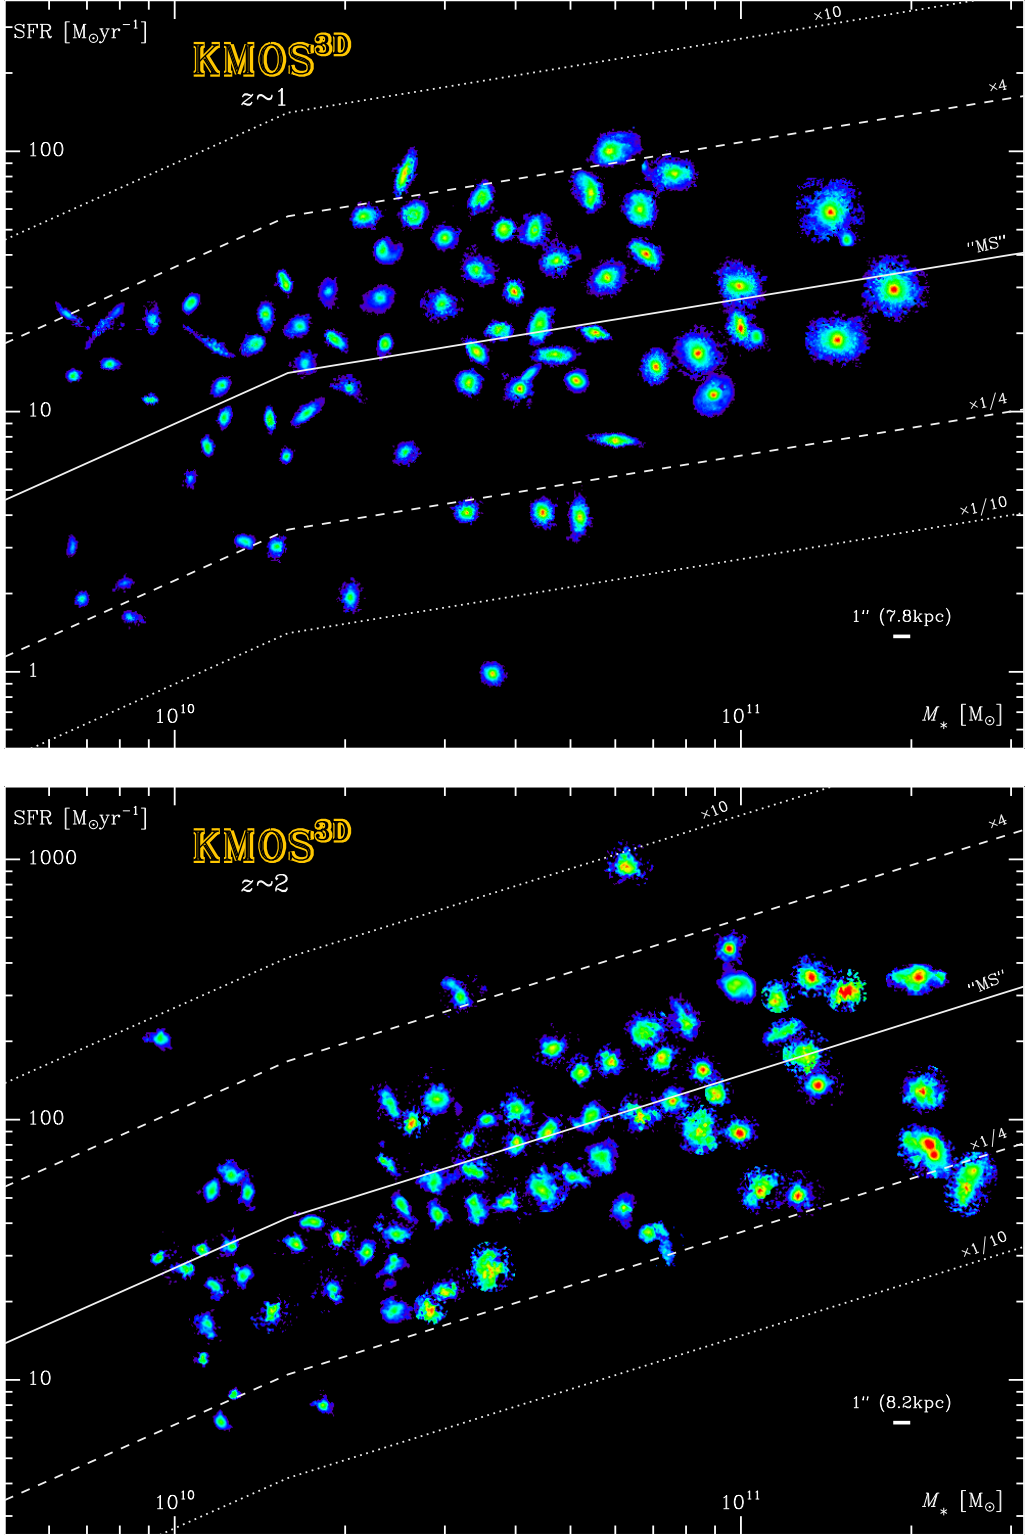 ×10
SFR [M☉yr⁻¹]
KMOS³ᴰ
z~1
×4
100
"MS"
×1/4
10
×1/10
1'' (7.8kpc)
1
10¹⁰
10¹¹
M* [M☉]
×10
SFR [M☉yr⁻¹]
KMOS³ᴰ
×4
1000
z~2
"MS"
100
×1/4
×1/10
10
1'' (8.2kpc)
10¹⁰
10¹¹
M* [M☉]